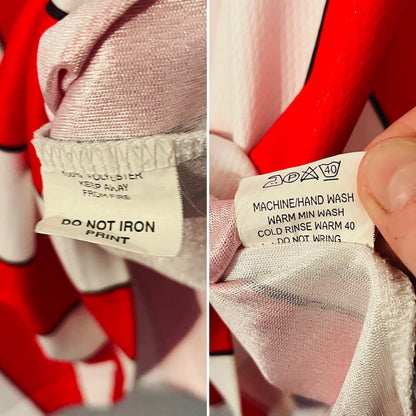 100% POLYESTER
KEEP AWAY
FROM FIRE
DO NOT IRON
PRINT
40
MACHINE/HAND WASH
WARM MIN WASH
COLD RINSE WARM 40
DO NOT WRING